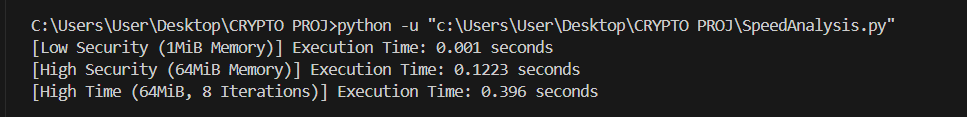 C:\Users\User\Desktop\CRYPTO PROJ>python -u "c:\Users\User\Desktop\CRYPTO PROJ\SpeedAnalysis.py"
[Low Security (1MiB Memory)] Execution Time: 0.001 seconds
[High Security (64MiB Memory)] Execution Time: 0.1223 seconds
[High Time (64MiB, 8 Iterations)] Execution Time: 0.396 seconds